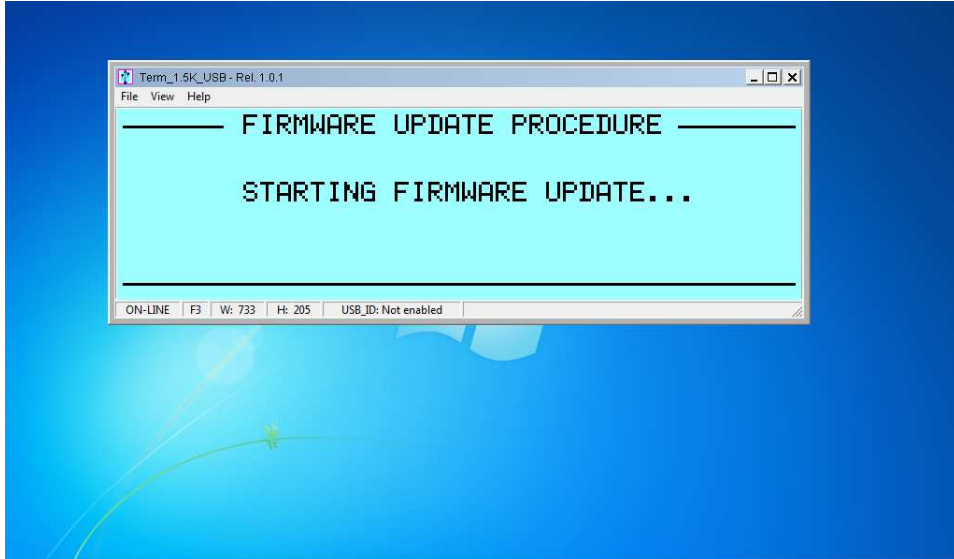 Term_1.5K_USB - Rel. 1.0.1
File View Help
FIRMWARE UPDATE PROCEDURE
STARTING FIRMWARE UPDATE...
ON-LINE F3 W: 733 H: 205 USB_ID: Not enabled